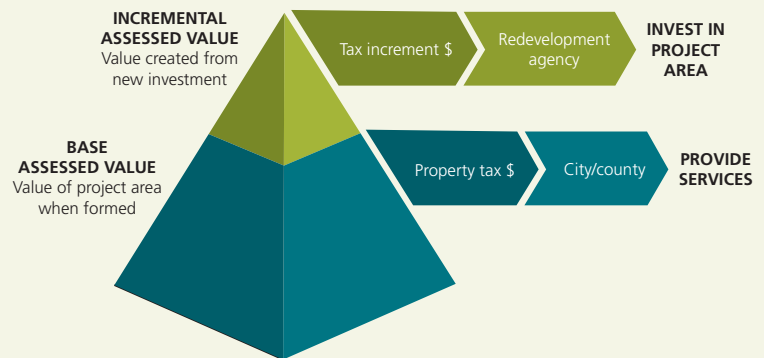 INCREMENTAL
ASSESSED VALUE
Value created from
new investment
Tax increment $
Redevelopment
agency
INVEST IN
PROJECT
AREA
BASE
ASSESSED VALUE
Value of project area
when formed
Property tax $
City/county
PROVIDE
SERVICES